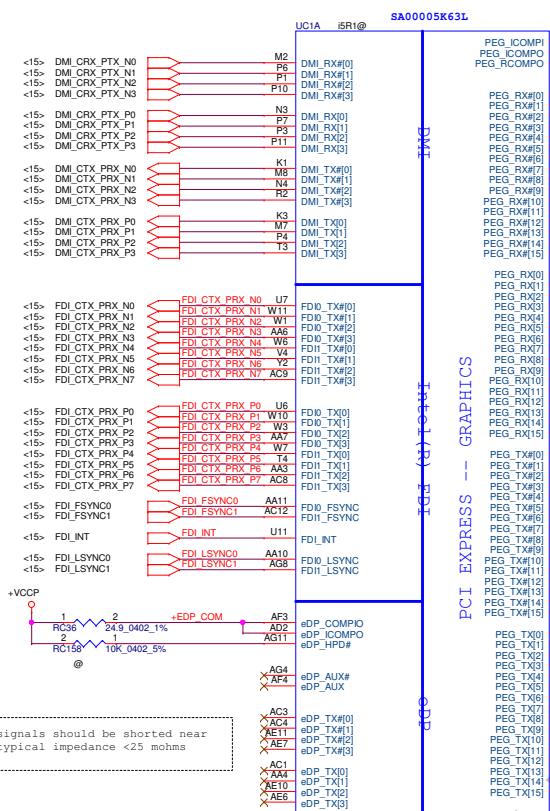 SA00005K63L
UC1A i5R1@
PEG_ICOMPI
PEG_ICOMPO
PEG_RCOMPO
<15> DMI_CRX_PTX_N0 M2 DMI_RX#[0]
<15> DMI_CRX_PTX_N1 P6 DMI_RX#[1]
<15> DMI_CRX_PTX_N2 P1 DMI_RX#[2]
<15> DMI_CRX_PTX_N3 P10 DMI_RX#[3]
<15> DMI_CRX_PTX_P0 N3 DMI_RX[0]
<15> DMI_CRX_PTX_P1 P7 DMI_RX[1]
<15> DMI_CRX_PTX_P2 P3 DMI_RX[2]
<15> DMI_CRX_PTX_P3 P11 DMI_RX[3]
<15> DMI_CTX_PRX_N0 K1 DMI_TX#[0]
<15> DMI_CTX_PRX_N1 M8 DMI_TX#[1]
<15> DMI_CTX_PRX_N2 N4 DMI_TX#[2]
<15> DMI_CTX_PRX_N3 R2 DMI_TX#[3]
<15> DMI_CTX_PRX_P0 K3 DMI_TX[0]
<15> DMI_CTX_PRX_P1 M7 DMI_TX[1]
<15> DMI_CTX_PRX_P2 P4 DMI_TX[2]
<15> DMI_CTX_PRX_P3 T3 DMI_TX[3]
DMI
<15> FDI_CTX_PRX_N0 FDI_CTX_PRX_N0 U7 FDI0_TX#[0]
<15> FDI_CTX_PRX_N1 FDI_CTX_PRX_N1 W11 FDI0_TX#[1]
<15> FDI_CTX_PRX_N2 FDI_CTX_PRX_N2 W1 FDI0_TX#[2]
<15> FDI_CTX_PRX_N3 FDI_CTX_PRX_N3 AA6 FDI0_TX#[3]
<15> FDI_CTX_PRX_N4 FDI_CTX_PRX_N4 W6 FDI1_TX#[0]
<15> FDI_CTX_PRX_N5 FDI_CTX_PRX_N5 V4 FDI1_TX#[1]
<15> FDI_CTX_PRX_N6 FDI_CTX_PRX_N6 Y2 FDI1_TX#[2]
<15> FDI_CTX_PRX_N7 FDI_CTX_PRX_N7 AC9 FDI1_TX#[3]
<15> FDI_CTX_PRX_P0 FDI_CTX_PRX_P0 U6 FDI0_TX[0]
<15> FDI_CTX_PRX_P1 FDI_CTX_PRX_P1 W10 FDI0_TX[1]
<15> FDI_CTX_PRX_P2 FDI_CTX_PRX_P2 W3 FDI0_TX[2]
<15> FDI_CTX_PRX_P3 FDI_CTX_PRX_P3 AA7 FDI0_TX[3]
<15> FDI_CTX_PRX_P4 FDI_CTX_PRX_P4 W7 FDI1_TX[0]
<15> FDI_CTX_PRX_P5 FDI_CTX_PRX_P5 T4 FDI1_TX[1]
<15> FDI_CTX_PRX_P6 FDI_CTX_PRX_P6 AA3 FDI1_TX[2]
<15> FDI_CTX_PRX_P7 FDI_CTX_PRX_P7 AC8 FDI1_TX[3]
<15> FDI_FSYNC0 FDI_FSYNC0 AA11 FDI0_FSYNC
<15> FDI_FSYNC1 FDI_FSYNC1 AC12 FDI1_FSYNC
<15> FDI_INT FDI_INT U11 FDI_INT
<15> FDI_LSYNC0 FDI_LSYNC0 AA10 FDI0_LSYNC
<15> FDI_LSYNC1 FDI_LSYNC1 AG8 FDI1_LSYNC
Intel(R) FDI
+VCCP
1 2 +EDP_COM AF3 eDP_COMPIO
RC36 24.9_0402_1% AD2 eDP_ICOMPO
2 1 AG11 eDP_HPD#
RC158 10K_0402_5%
@
AG4 eDP_AUX#
AF4 eDP_AUX
AC3 eDP_TX#[0]
AC4 eDP_TX#[1]
AE11 eDP_TX#[2]
AE7 eDP_TX#[3]
AC1 eDP_TX[0]
AA4 eDP_TX[1]
AE10 eDP_TX[2]
AE6 eDP_TX[3]
eDP
signals should be shorted near
typical impedance <25 mohms
PCI EXPRESS -- GRAPHICS
PEG_RX#[0]
PEG_RX#[1]
PEG_RX#[2]
PEG_RX#[3]
PEG_RX#[4]
PEG_RX#[5]
PEG_RX#[6]
PEG_RX#[7]
PEG_RX#[8]
PEG_RX#[9]
PEG_RX#[10]
PEG_RX#[11]
PEG_RX#[12]
PEG_RX#[13]
PEG_RX#[14]
PEG_RX#[15]
PEG_RX[0]
PEG_RX[1]
PEG_RX[2]
PEG_RX[3]
PEG_RX[4]
PEG_RX[5]
PEG_RX[6]
PEG_RX[7]
PEG_RX[8]
PEG_RX[9]
PEG_RX[10]
PEG_RX[11]
PEG_RX[12]
PEG_RX[13]
PEG_RX[14]
PEG_RX[15]
PEG_TX#[0]
PEG_TX#[1]
PEG_TX#[2]
PEG_TX#[3]
PEG_TX#[4]
PEG_TX#[5]
PEG_TX#[6]
PEG_TX#[7]
PEG_TX#[8]
PEG_TX#[9]
PEG_TX#[10]
PEG_TX#[11]
PEG_TX#[12]
PEG_TX#[13]
PEG_TX#[14]
PEG_TX#[15]
PEG_TX[0]
PEG_TX[1]
PEG_TX[2]
PEG_TX[3]
PEG_TX[4]
PEG_TX[5]
PEG_TX[6]
PEG_TX[7]
PEG_TX[8]
PEG_TX[9]
PEG_TX[10]
PEG_TX[11]
PEG_TX[12]
PEG_TX[13]
PEG_TX[14]
PEG_TX[15]